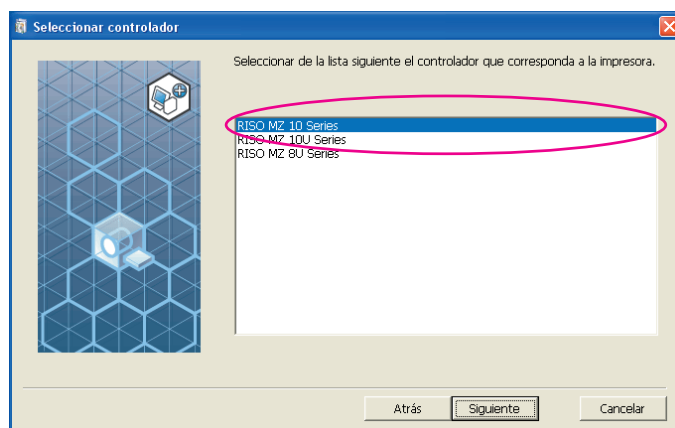 Seleccionar controlador
Seleccionar de la lista siguiente el controlador que corresponda a la impresora.
RISO MZ 10 Series
RISO MZ 10U Series
RISO MZ 8U Series
Atrás
Siguiente
Cancelar